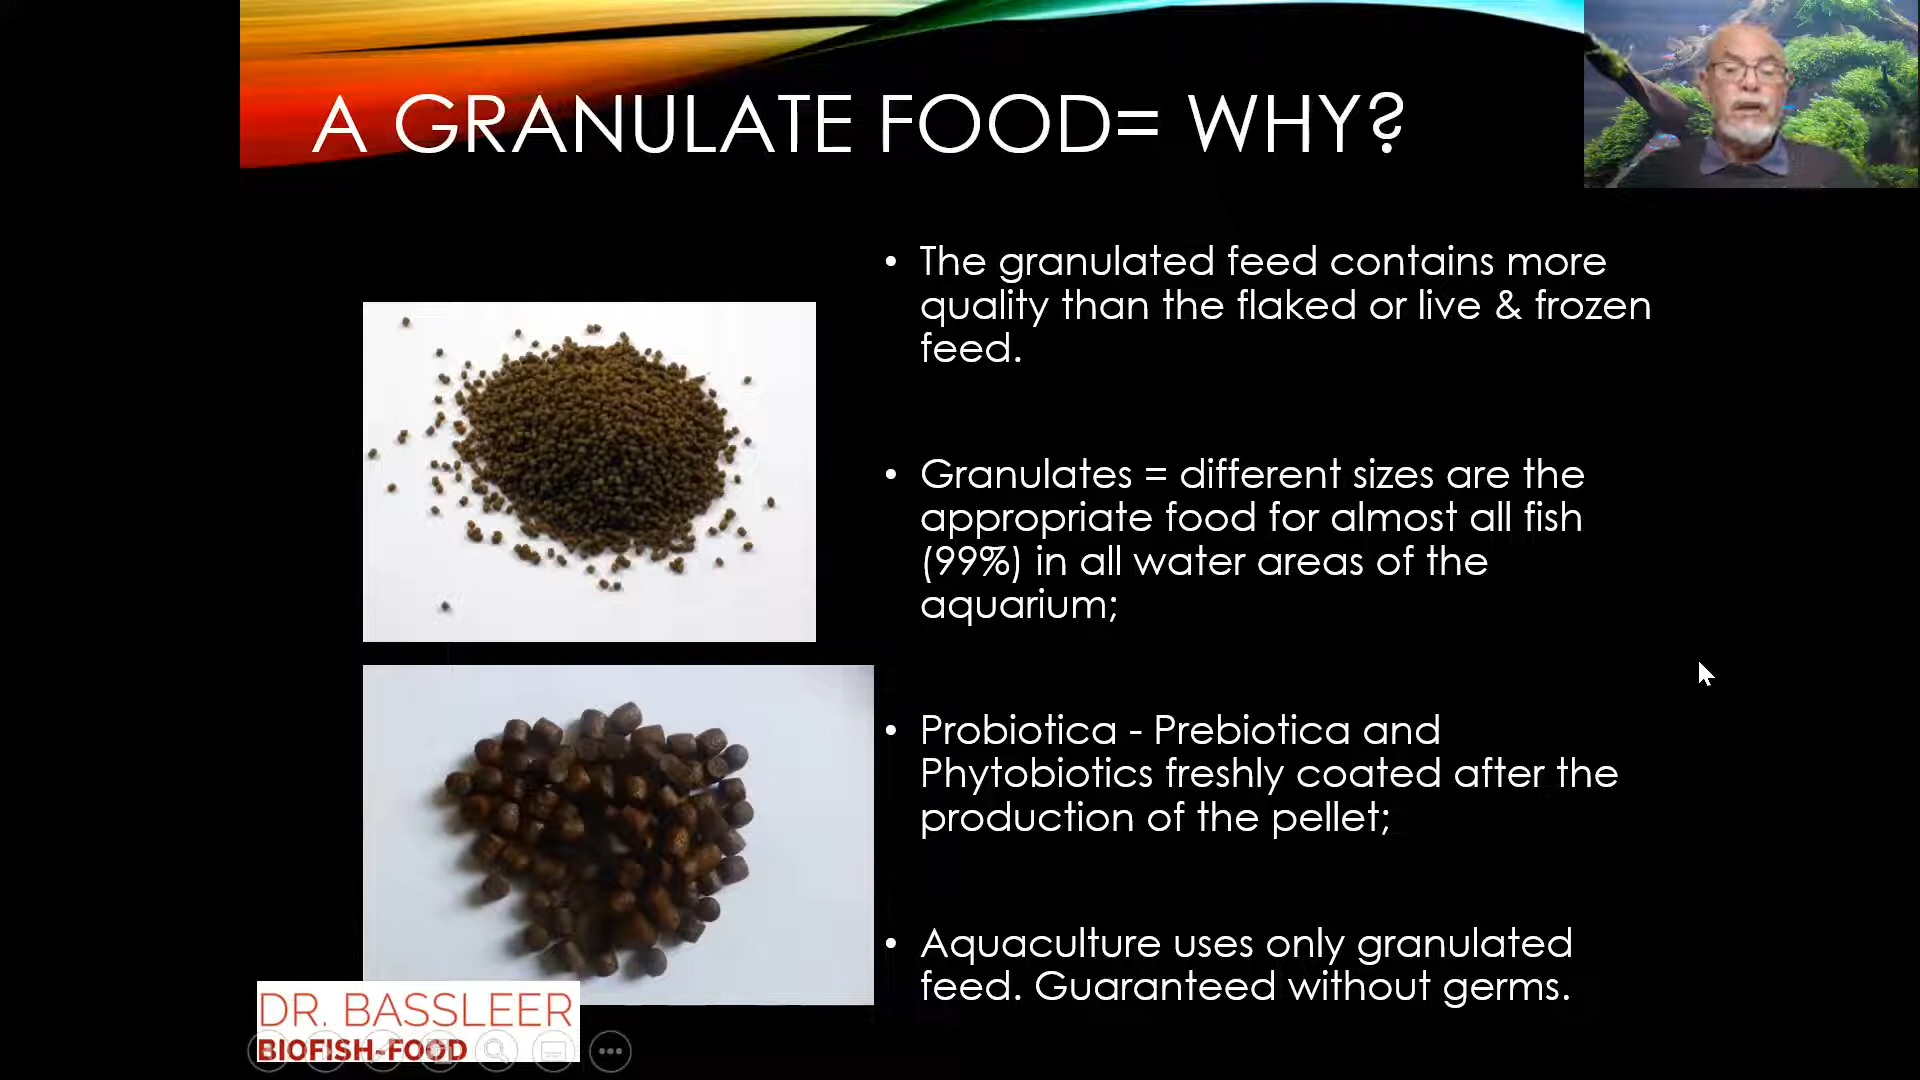 A GRANULATE FOOD= WHY?
• The granulated feed contains more
quality than the flaked or live & frozen
feed.
• Granulates = different sizes are the
appropriate food for almost all fish
(99%) in all water areas of the
aquarium;
• Probiotica - Prebiotica and
Phytobiotics freshly coated after the
production of the pellet;
• Aquaculture uses only granulated
feed. Guaranteed without germs.
DR. BASSLEER
BIOFISH-FOOD